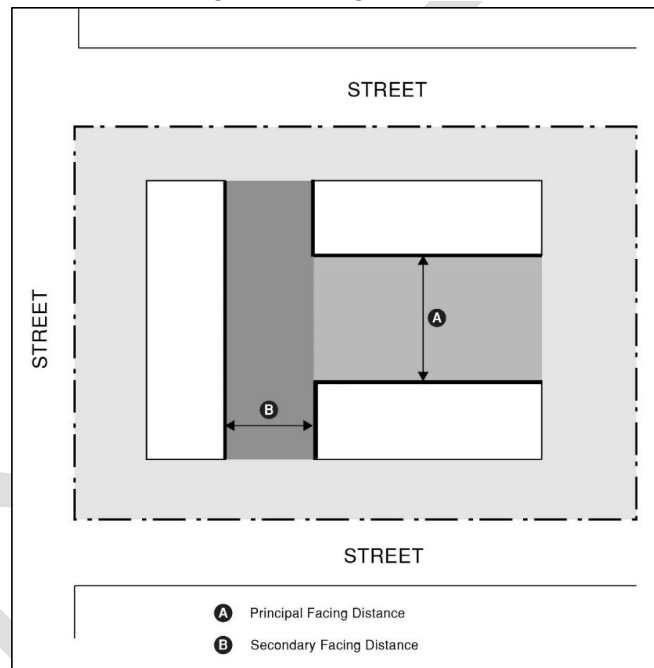 STREET
STREET
A
B
STREET
A Principal Facing Distance
B Secondary Facing Distance